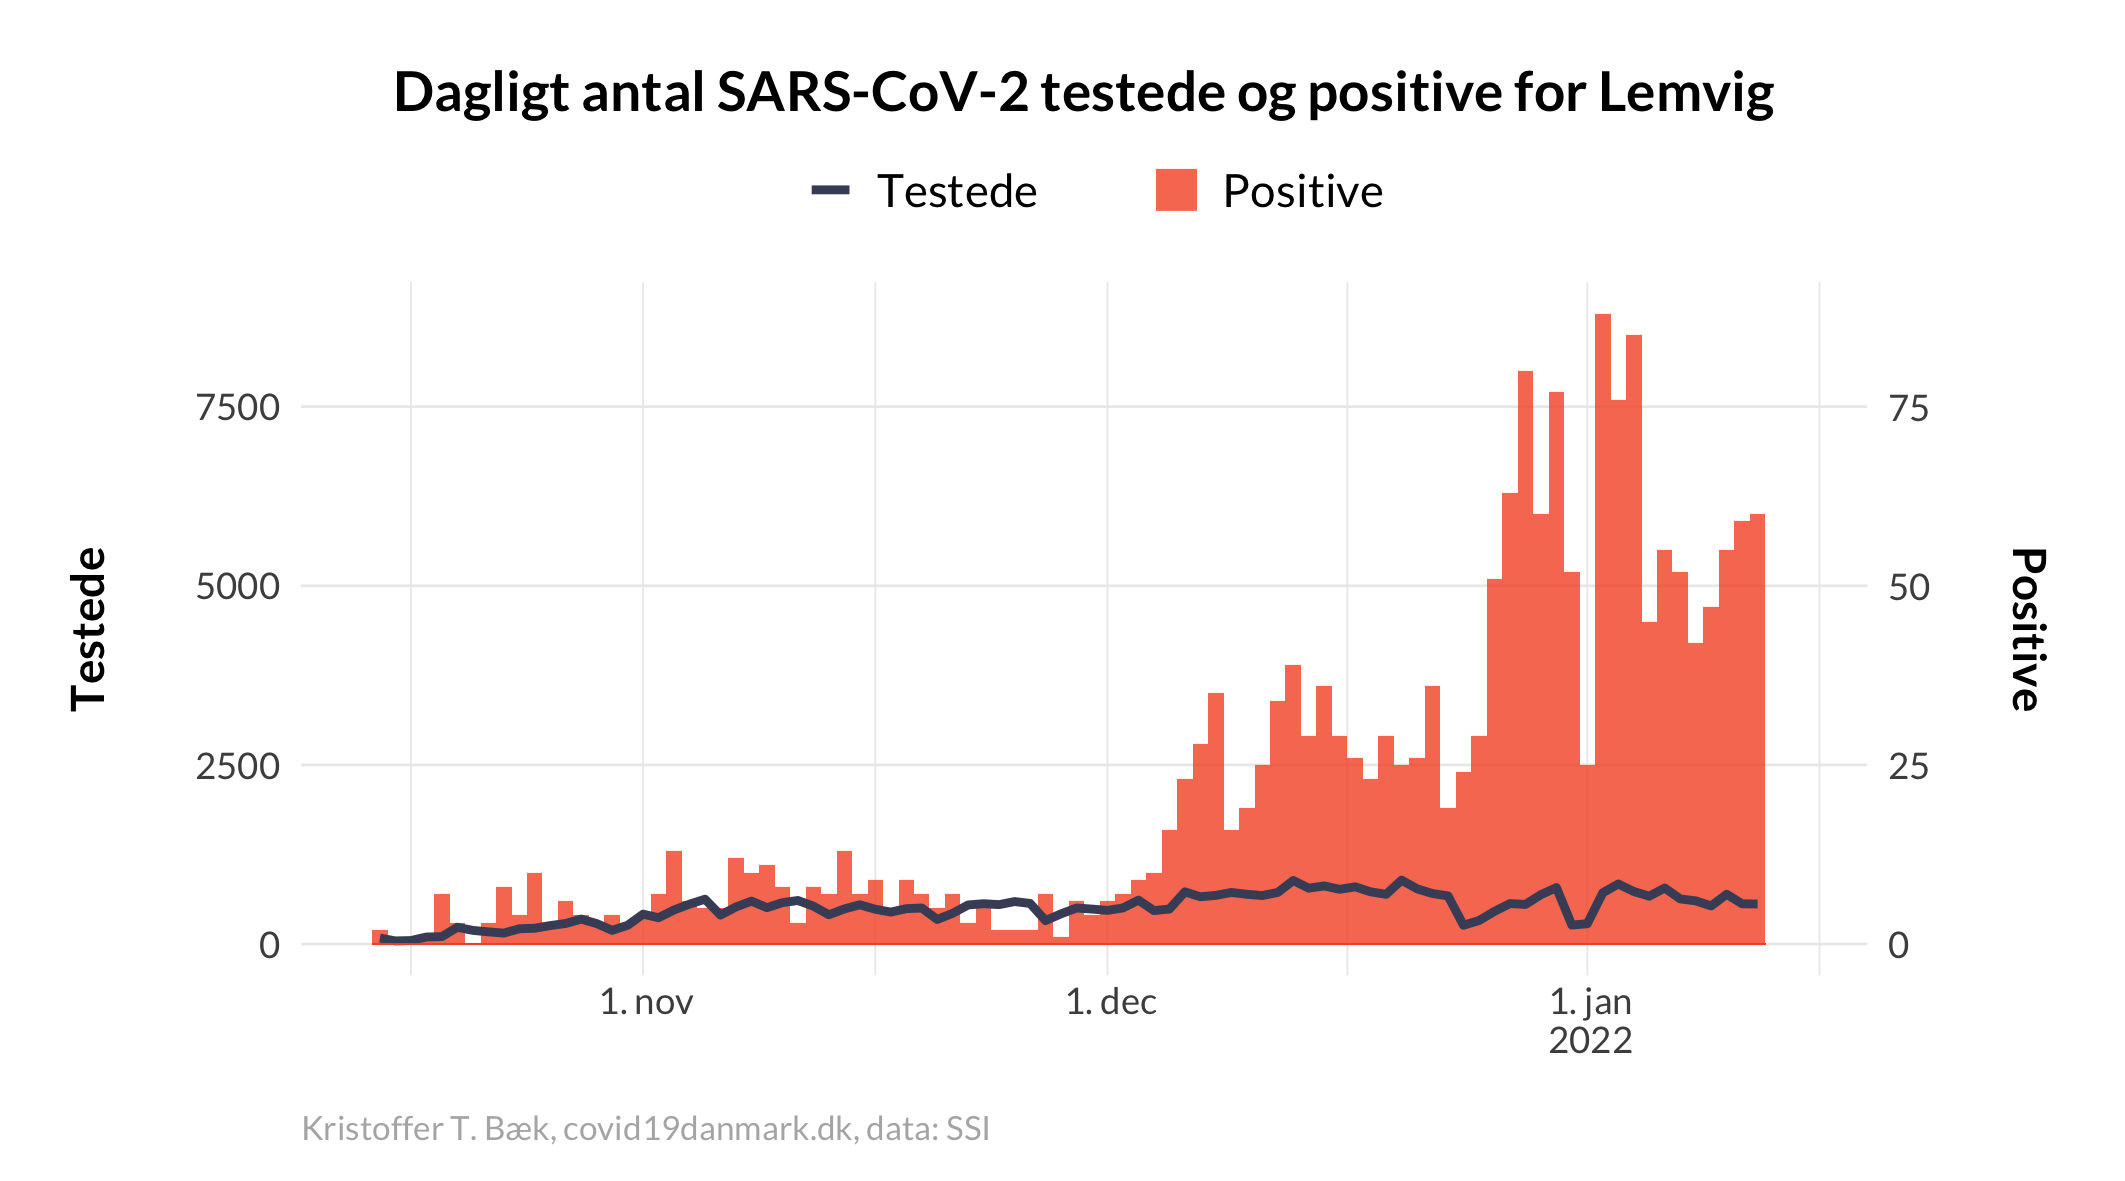 Dagligt antal SARS-CoV-2 testede og positive for Lemvig
Testede
Positive
7500
5000
2500
0
75
50
25
0
Testede
Positive
1. nov
1. dec
1. jan
2022
Kristoffer T. Bæk, covid19danmark.dk, data: SSI